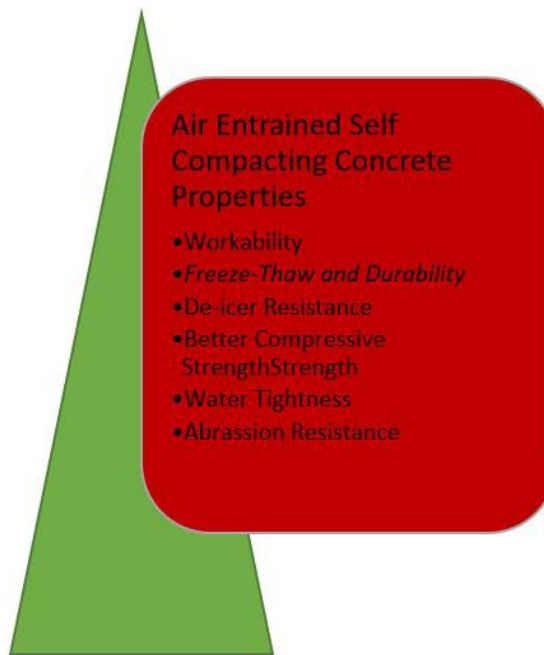 Air Entrained Self
Compacting Concrete
Properties
•Workability
•Freeze-Thaw and Durability
•De-icer Resistance
•Better Compressive
StrengthStrength
•Water Tightness
•Abrassion Resistance